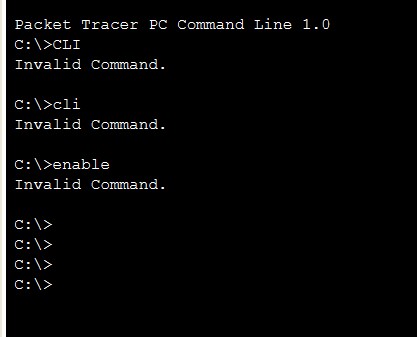 Packet Tracer PC Command Line 1.0
C:\>CLI
Invalid Command.
C:\>cli
Invalid Command.
C:\>enable
Invalid Command.
C:\>
C:\>
C:\>
C:\>